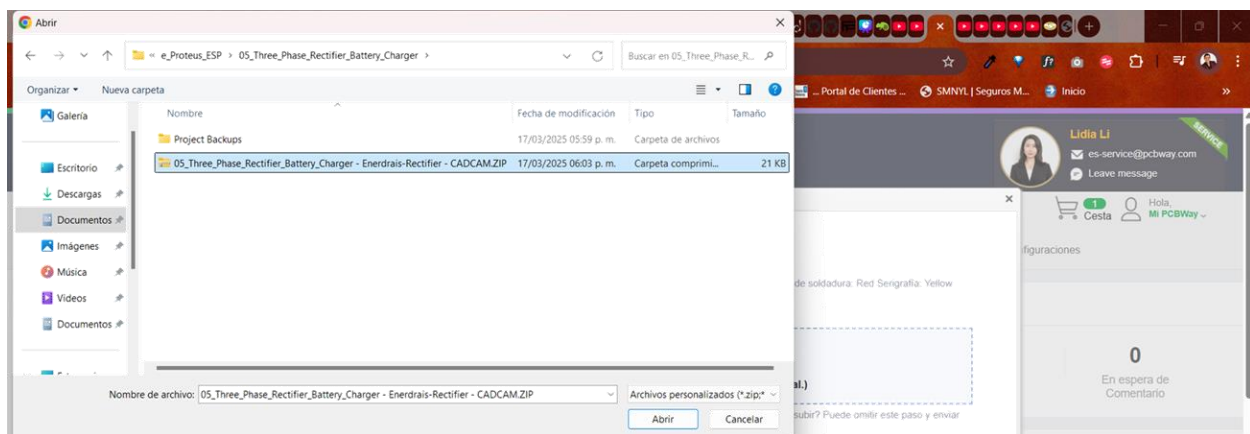 Abrir
« e_Proteus_ESP > 05_Three_Phase_Rectifier_Battery_Charger >
Buscar en 05_Three_Phase_R...
Organizar
Nueva carpeta
Galería
Escritorio
Descargas
Documentos
Imágenes
Música
Videos
Documentos
Nombre
Fecha de modificación
Tipo
Tamaño
Project Backups
17/03/2025 05:59 p. m.
Carpeta de archivos
05_Three_Phase_Rectifier_Battery_Charger - Enerdrais-Rectifier - CADCAM.ZIP
17/03/2025 06:03 p. m.
Carpeta comprimi...
21 KB
Nombre de archivo:
05_Three_Phase_Rectifier_Battery_Charger - Enerdrais-Rectifier - CADCAM.ZIP
Archivos personalizados (*.zip;*
Abrir
Cancelar
... Portal de Clientes ...
SMNYL | Seguros M...
Inicio
»
Lidia Li
SERVICE
es-service@pcbway.com
Leave message
1
Cesta
Hola,
Mi PCBWay
figuraciones
de soldadura: Red Serigrafía: Yellow
al.)
subir? Puede omitir este paso y enviar
0
En espera de
Comentario